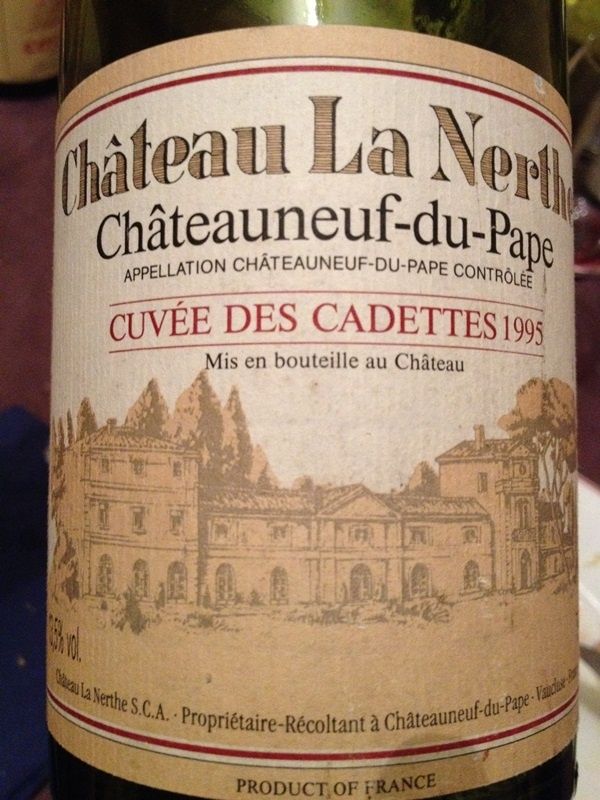 Château La Nerthe
Châteauneuf-du-Pape
APPELLATION CHÂTEAUNEUF-DU-PAPE CONTRÔLÉE
CUVÉE DES CADETTES 1995
Mis en bouteille au Château
vol.
Château La Nerthe S.C.A. · Propriétaire-Récoltant à Châteauneuf-du-Pape · Vaucluse
PRODUCT OF FRANCE